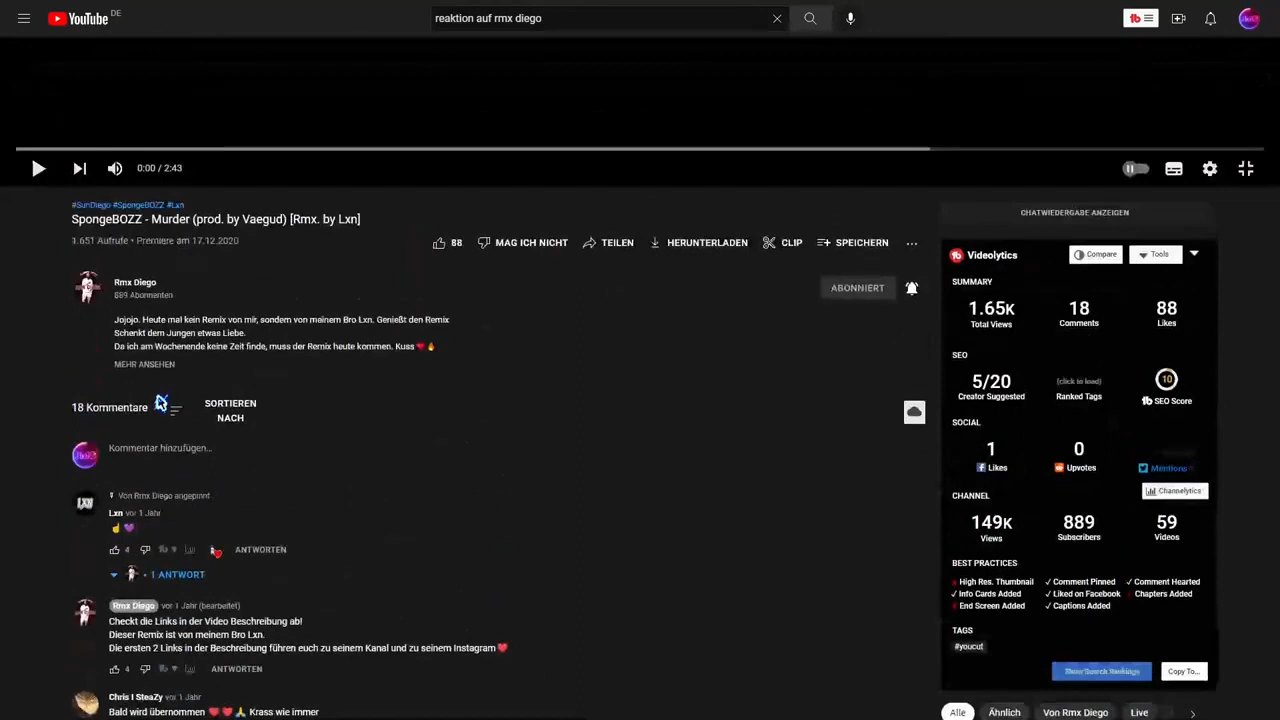 YouTube DE
reaktion auf rmx diego
0:00 / 2:43
#SunDiego #SpongeBOZZ #Lxn
SpongeBOZZ - Murder (prod. by Vaegud) [Rmx. by Lxn]
1.651 Aufrufe • Premiere am 17.12.2020
88
MAG ICH NICHT
TEILEN
HERUNTERLADEN
CLIP
SPEICHERN
Rmx Diego
889 Abonnenten
ABONNIERT
Jojojo. Heute mal kein Remix von mir, sondern von meinem Bro Lxn. Genießt den Remix
Schenkt dem Jungen etwas Liebe.
Da ich am Wochenende keine Zeit finde, muss der Remix heute kommen. Kuss❤️🔥
MEHR ANSEHEN
18 Kommentare
SORTIEREN
NACH
Kommentar hinzufügen...
LXN
Von Rmx Diego angepinnt
Lxn vor 1 Jahr
☝️💜
4
ANTWORTEN
1 ANTWORT
Rmx Diego vor 1 Jahr (bearbeitet)
Checkt die Links in der Video Beschreibung ab!
Dieser Remix ist von meinem Bro Lxn.
Die ersten 2 Links in der Beschreibung führen euch zu seinem Kanal und zu seinem Instagram❤️
4
ANTWORTEN
Chris I SteaZy vor 1 Jahr
Bald wird übernommen ❤️❤️🙏 Krass wie immer
CHATWIEDERGABE ANZEIGEN
Videolytics
Compare
Tools
SUMMARY
1.65K
Total Views
18
Comments
88
Likes
SEO
5/20
Creator Suggested
(click to load)
Ranked Tags
10
SEO Score
SOCIAL
1
Likes
0
Upvotes
Mentions
CHANNEL
Channelytics
149K
Views
889
Subscribers
59
Videos
BEST PRACTICES
High Res. Thumbnail
✓ Comment Pinned
✓ Comment Hearted
✓ Info Cards Added
✓ Liked on Facebook
Chapters Added
End Screen Added
✓ Captions Added
TAGS
#youcut
Show Search Rankings
Copy To...
Alle
Ähnlich
Von Rmx Diego
Live